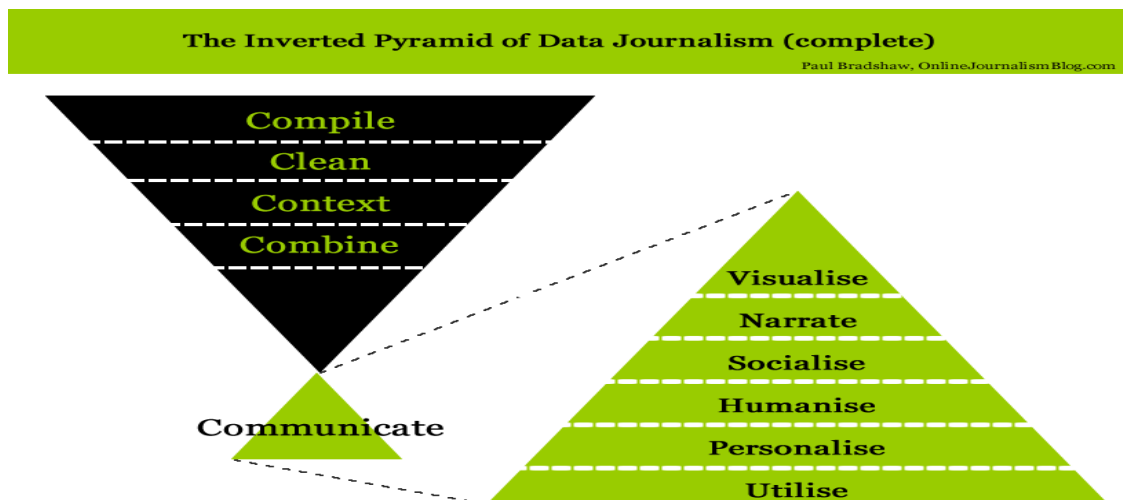 The Inverted Pyramid of Data Journalism (complete)
Paul Bradshaw, OnlineJournalismBlog.com
Compile
Clean
Context
Combine
Communicate
Visualise
Narrate
Socialise
Humanise
Personalise
Utilise